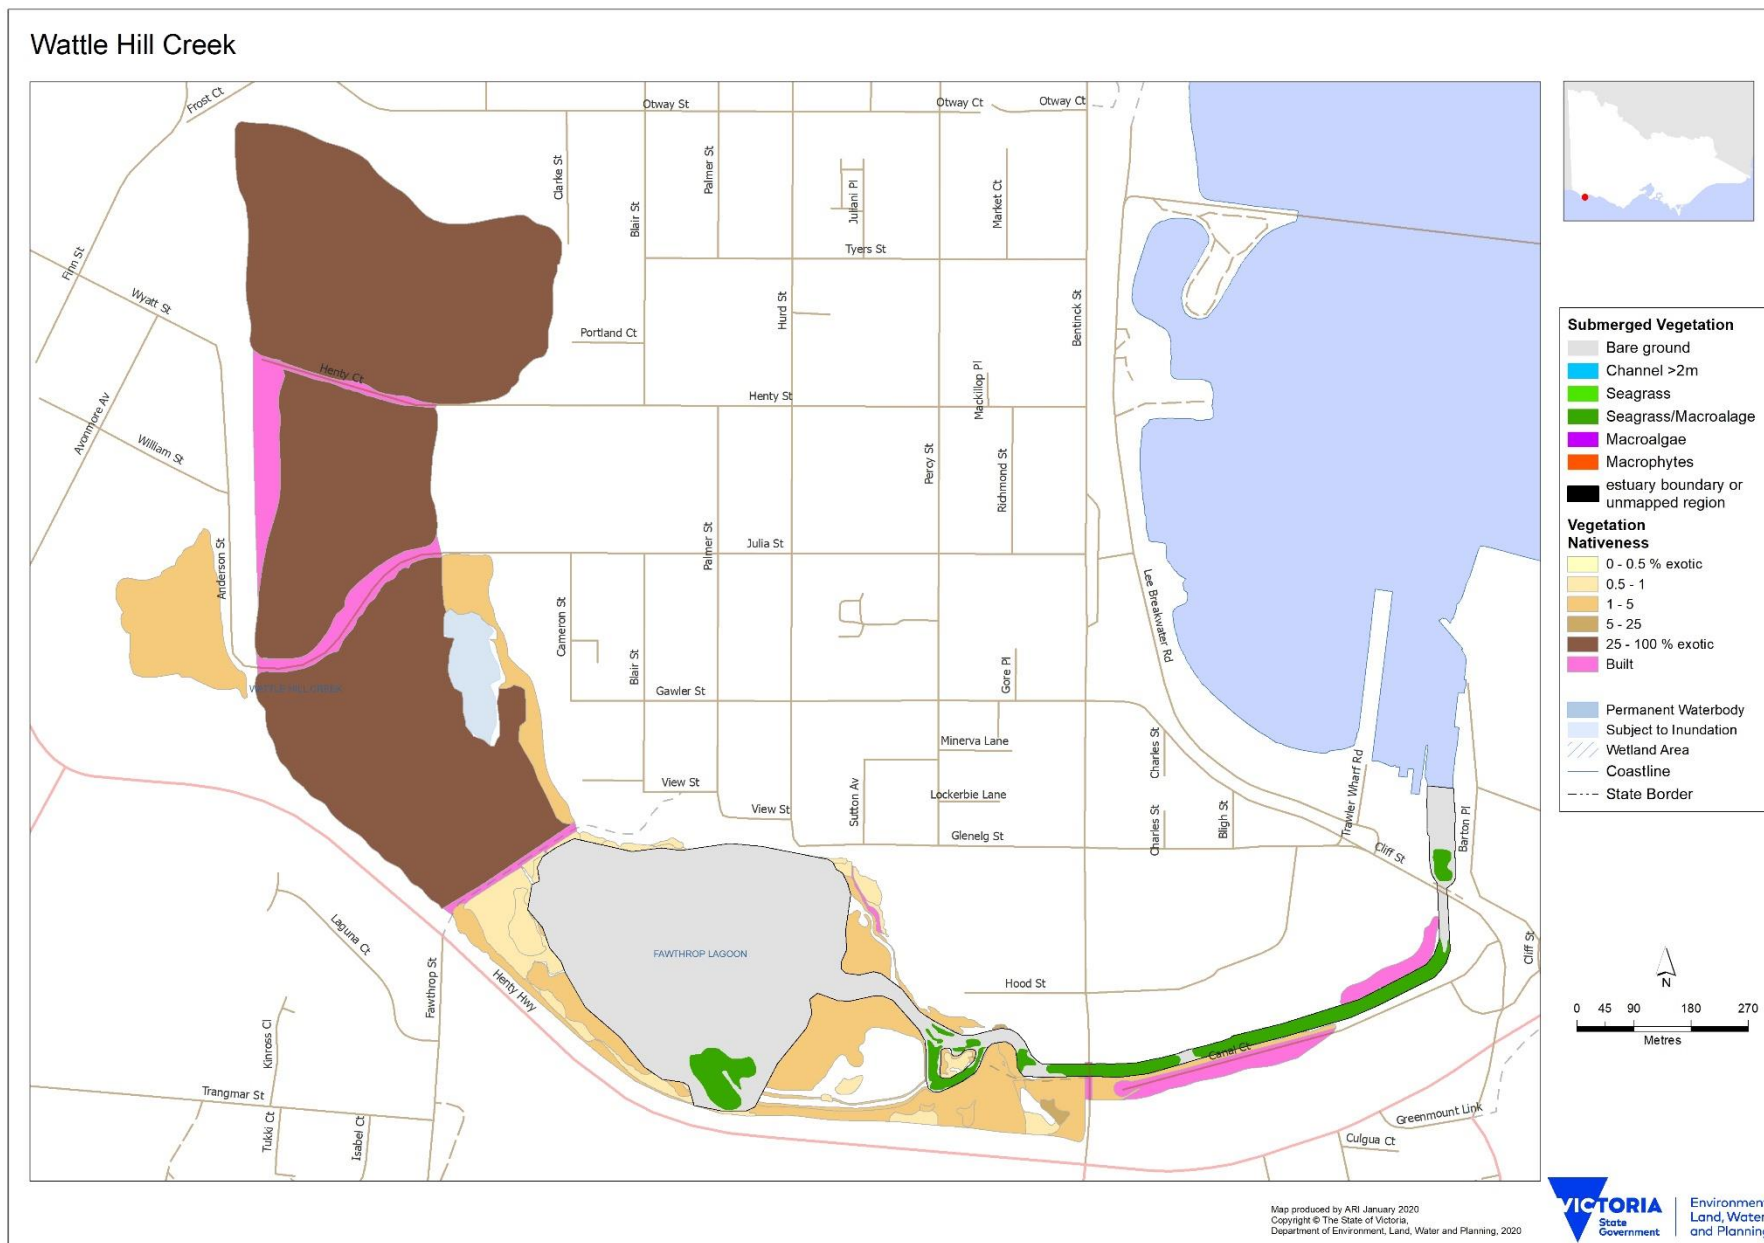 Wattle Hill Creek
Frost Ct
Otway St
Otway Ct
Otway Ct
Clarke St
Palmer St
Blair St
Juliani Pl
Market Ct
Tyers St
Finn St
Wyatt St
Hurd St
Bentinck St
Portland Ct
Henty Ct
Henty St
Mackillop Pl
Avonmore Av
William St
Percy St
Richmond St
Anderson St
Palmer St
Julia St
Cameron St
Blair St
Lee Breakwater Rd
WATTLE HILL CREEK
Gawler St
Gore Pl
Minerva Lane
Charles St
View St
View St
Sutton Av
Lockerbie Lane
Glenelg St
Charles St
Bligh St
Trawler Wharf Rd
Cliff St
Barton Pl
Laguna Ct
Fawthrop St
Henty Hwy
FAWTHROP LAGOON
Hood St
Cliff St
Kinross Cl
Canal Ct
Trangmar St
Tukki Ct
Isabel Ct
Greenmount Link
Culgua Ct
Submerged Vegetation
Bare ground
Channel >2m
Seagrass
Seagrass/Macroalage
Macroalgae
Macrophytes
estuary boundary or
unmapped region
Vegetation
Nativeness
0 - 0.5 % exotic
0.5 - 1
1 - 5
5 - 25
25 - 100 % exotic
Built
Permanent Waterbody
Subject to Inundation
Wetland Area
Coastline
State Border
N
0 45 90 180 270
Metres
Map produced by ARI January 2020
Copyright © The State of Victoria,
Department of Environment, Land, Water and Planning, 2020
VICTORIA
State
Government
Environment,
Land, Water
and Planning